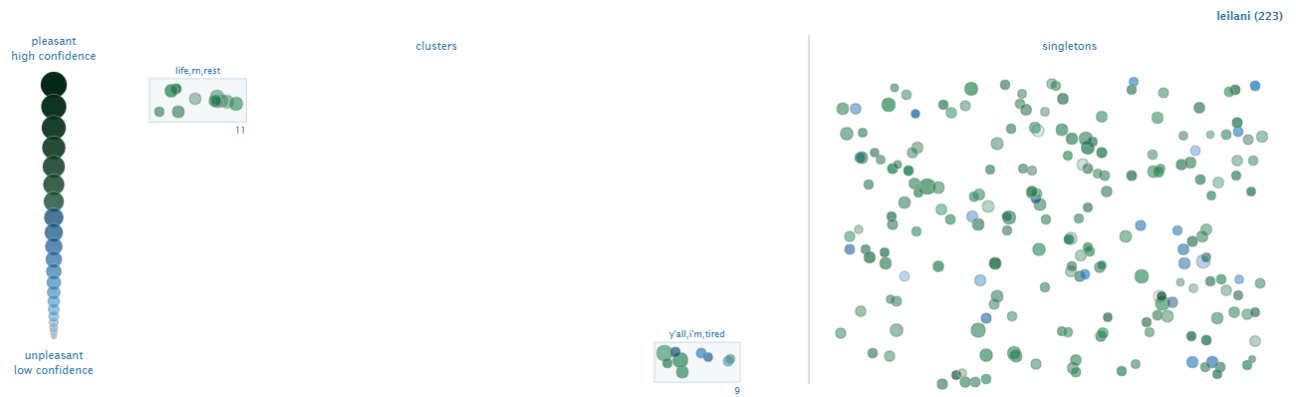 leilani (223)
pleasant
high confidence
clusters
singletons
life,rn,rest
11
y'all,i'm,tired
unpleasant
low confidence
9